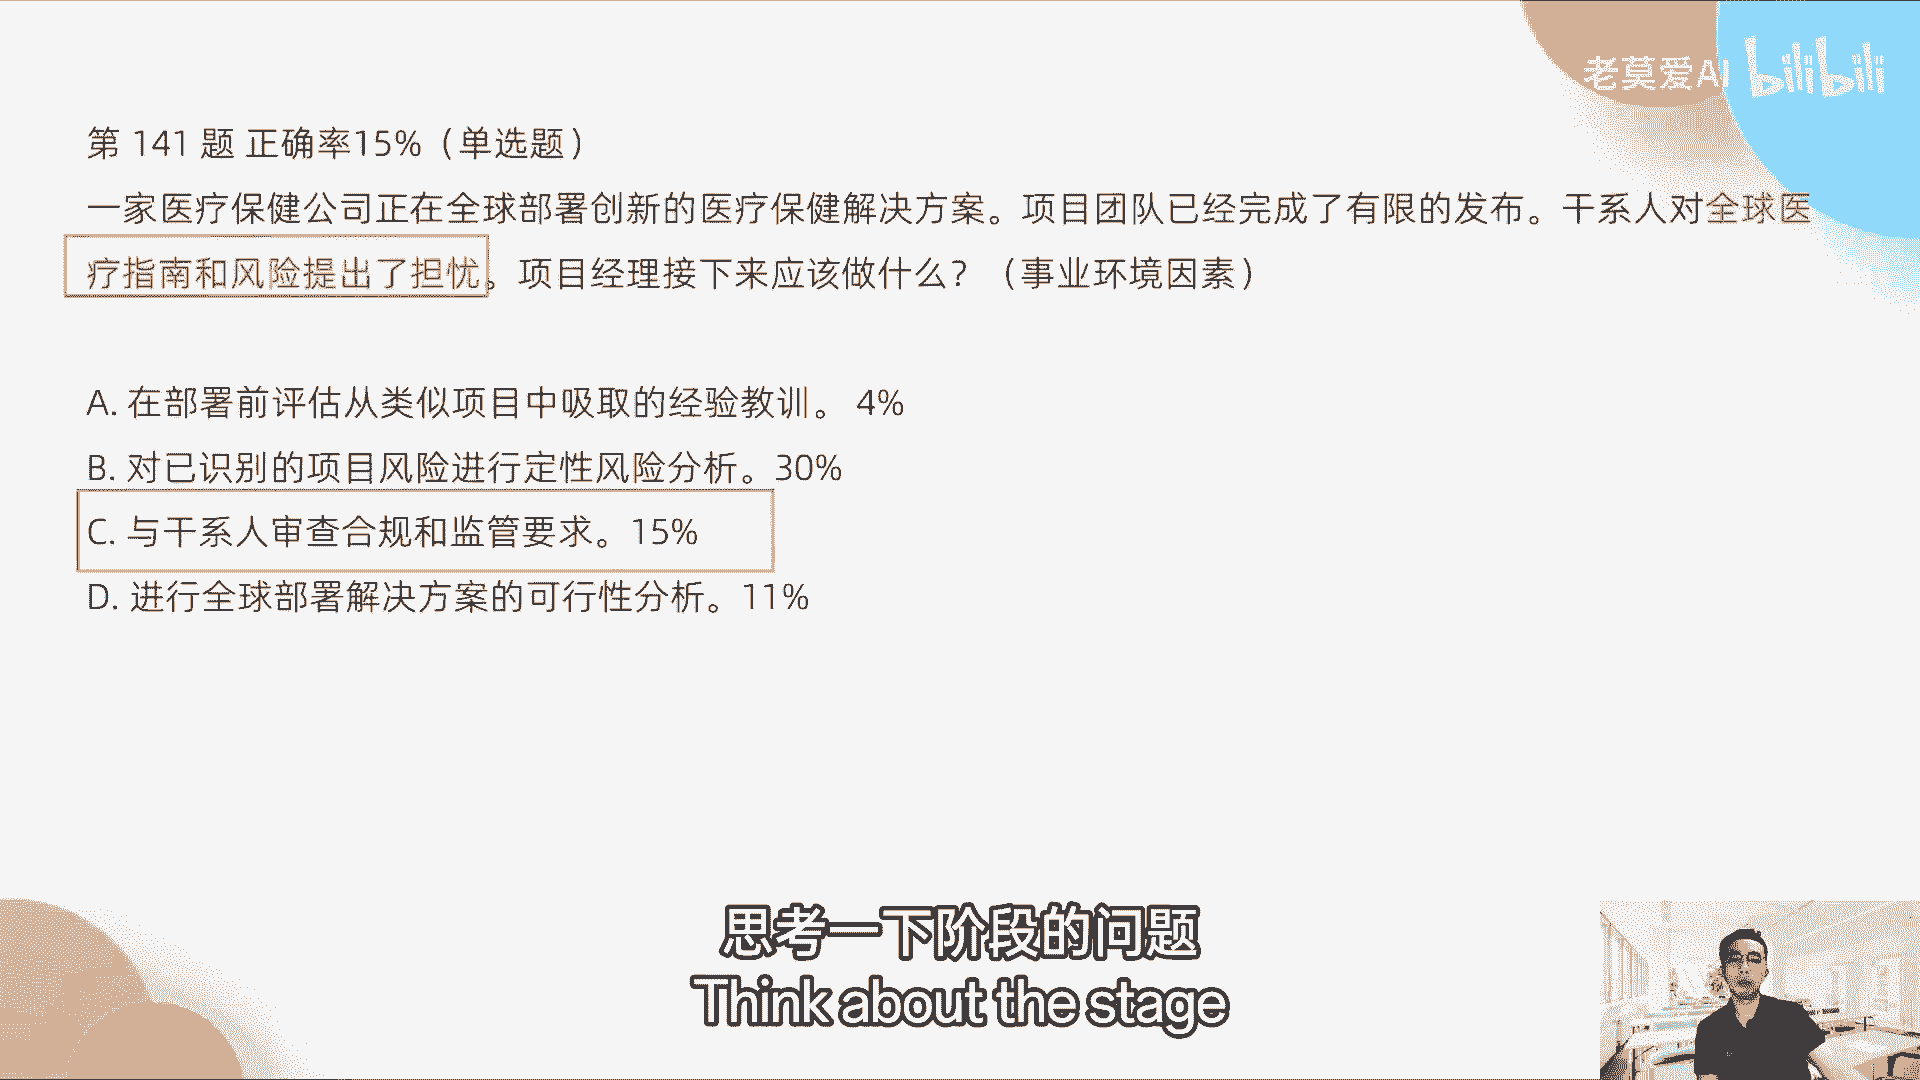 老莫爱AI bilibili
第 141 题 正确率15%（单选题）
一家医疗保健公司正在全球部署创新的医疗保健解决方案。项目团队已经完成了有限的发布。干系人对全球医
疗指南和风险提出了担忧。项目经理接下来应该做什么？（事业环境因素）
A. 在部署前评估从类似项目中吸取的经验教训。 4%
B. 对已识别的项目风险进行定性风险分析。30%
C. 与干系人审查合规和监管要求。15%
D. 进行全球部署解决方案的可行性分析。11%
思考一下阶段的问题
Think about the stage